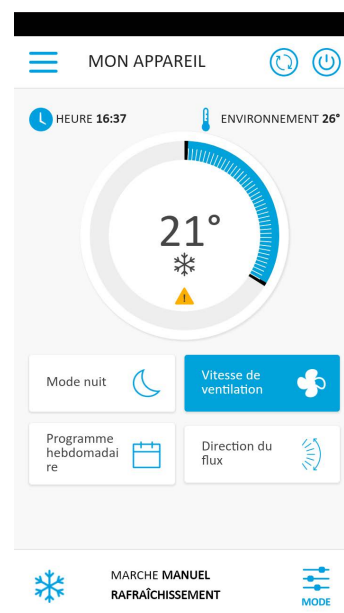 MON APPAREIL
HEURE 16:37
ENVIRONNEMENT 26°
21°
Mode nuit
Vitesse de
ventilation
Programme
hebdomadai
re
Direction du
flux
MARCHE MANUEL
RAFRAÎCHISSEMENT
MODE